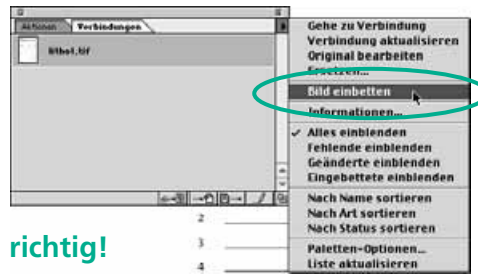 Aktionen Verbindungen
litho1.tif
Gehe zu Verbindung
Verbindung aktualisieren
Original bearbeiten
Ersetzen...
Bild einbetten
Informationen...
✓ Alles einblenden
Fehlende einblenden
Geänderte einblenden
Eingebettete einblenden
Nach Name sortieren
Nach Art sortieren
Nach Status sortieren
Paletten-Optionen...
Liste aktualisieren
2
richtig!
3
4